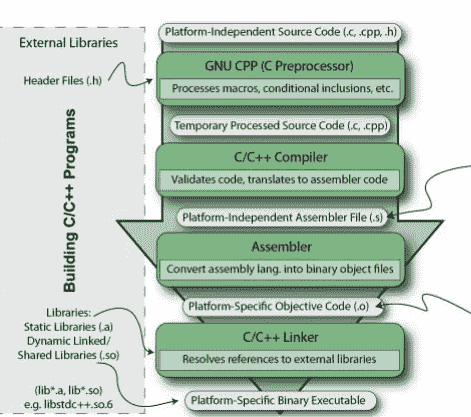 External Libraries
Platform-Independent Source Code (.c, .cpp, .h)
GNU CPP (C Preprocessor)
Header Files (.h)
Processes macros, conditional inclusions, etc.
Temporary Processed Source Code (.c, .cpp)
Building C/C++ Programs
C/C++ Compiler
Validates code, translates to assembler code
Platform-Independent Assembler File (.s)
Assembler
Convert assembly lang. into binary object files
Platform-Specific Objective Code (.o)
Libraries:
Static Libraries (.a)
Dynamic Linked/
Shared Libraries (.so)
C/C++ Linker
Resolves references to external libraries
(lib*.a, lib*.so)
e.g. libstdc++.so.6
Platform-Specific Binary Executable